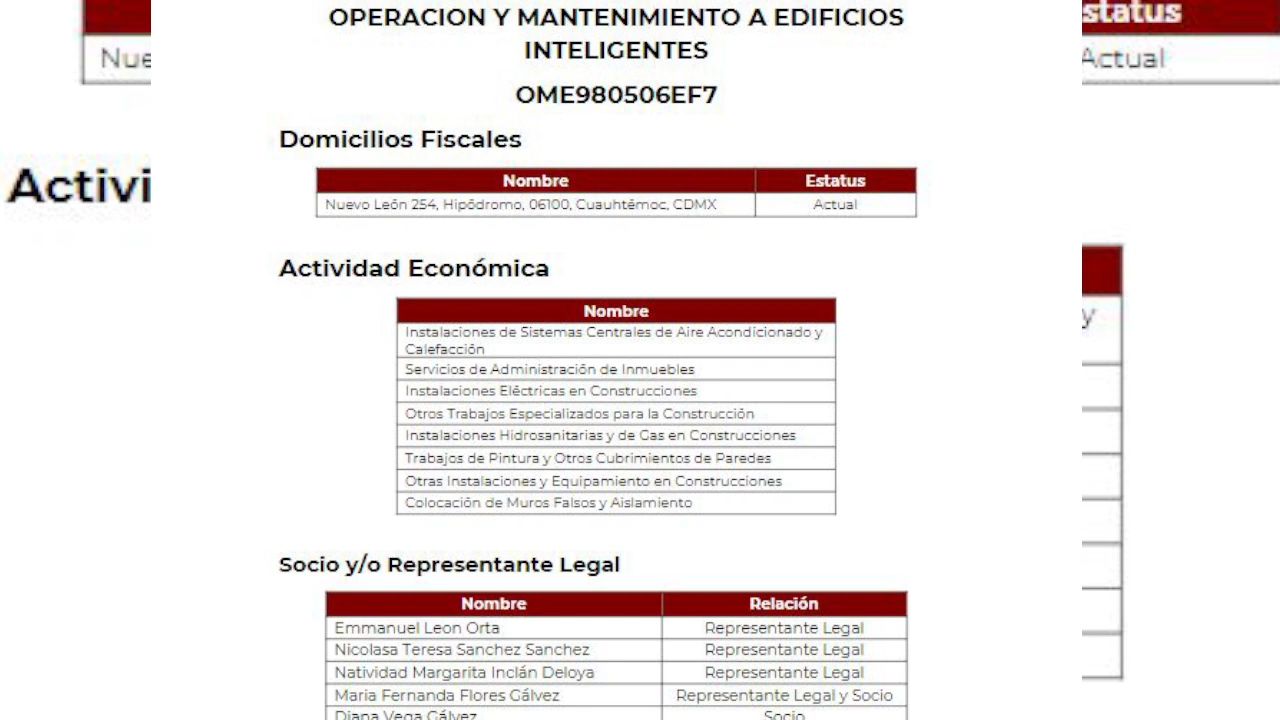 OPERACION Y MANTENIMIENTO A EDIFICIOS
INTELIGENTES
OME980506EF7
Domicilios Fiscales
Nombre Estatus
Nuevo León 254, Hipódromo, 06100, Cuauhtémoc, CDMX Actual
Actividad Económica
Nombre
Instalaciones de Sistemas Centrales de Aire Acondicionado y
Calefacción
Servicios de Administración de Inmuebles
Instalaciones Eléctricas en Construcciones
Otros Trabajos Especializados para la Construcción
Instalaciones Hidrosanitarias y de Gas en Construcciones
Trabajos de Pintura y Otros Cubrimientos de Paredes
Otras Instalaciones y Equipamiento en Construcciones
Colocación de Muros Falsos y Aislamiento
Socio y/o Representante Legal
Nombre Relación
Emmanuel Leon Orta Representante Legal
Nicolasa Teresa Sanchez Sanchez Representante Legal
Natividad Margarita Inclán Deloya Representante Legal
Maria Fernanda Flores Gálvez Representante Legal y Socio
Diana Vega Gálvez Socio
Nue
Activi
status
Actual
y